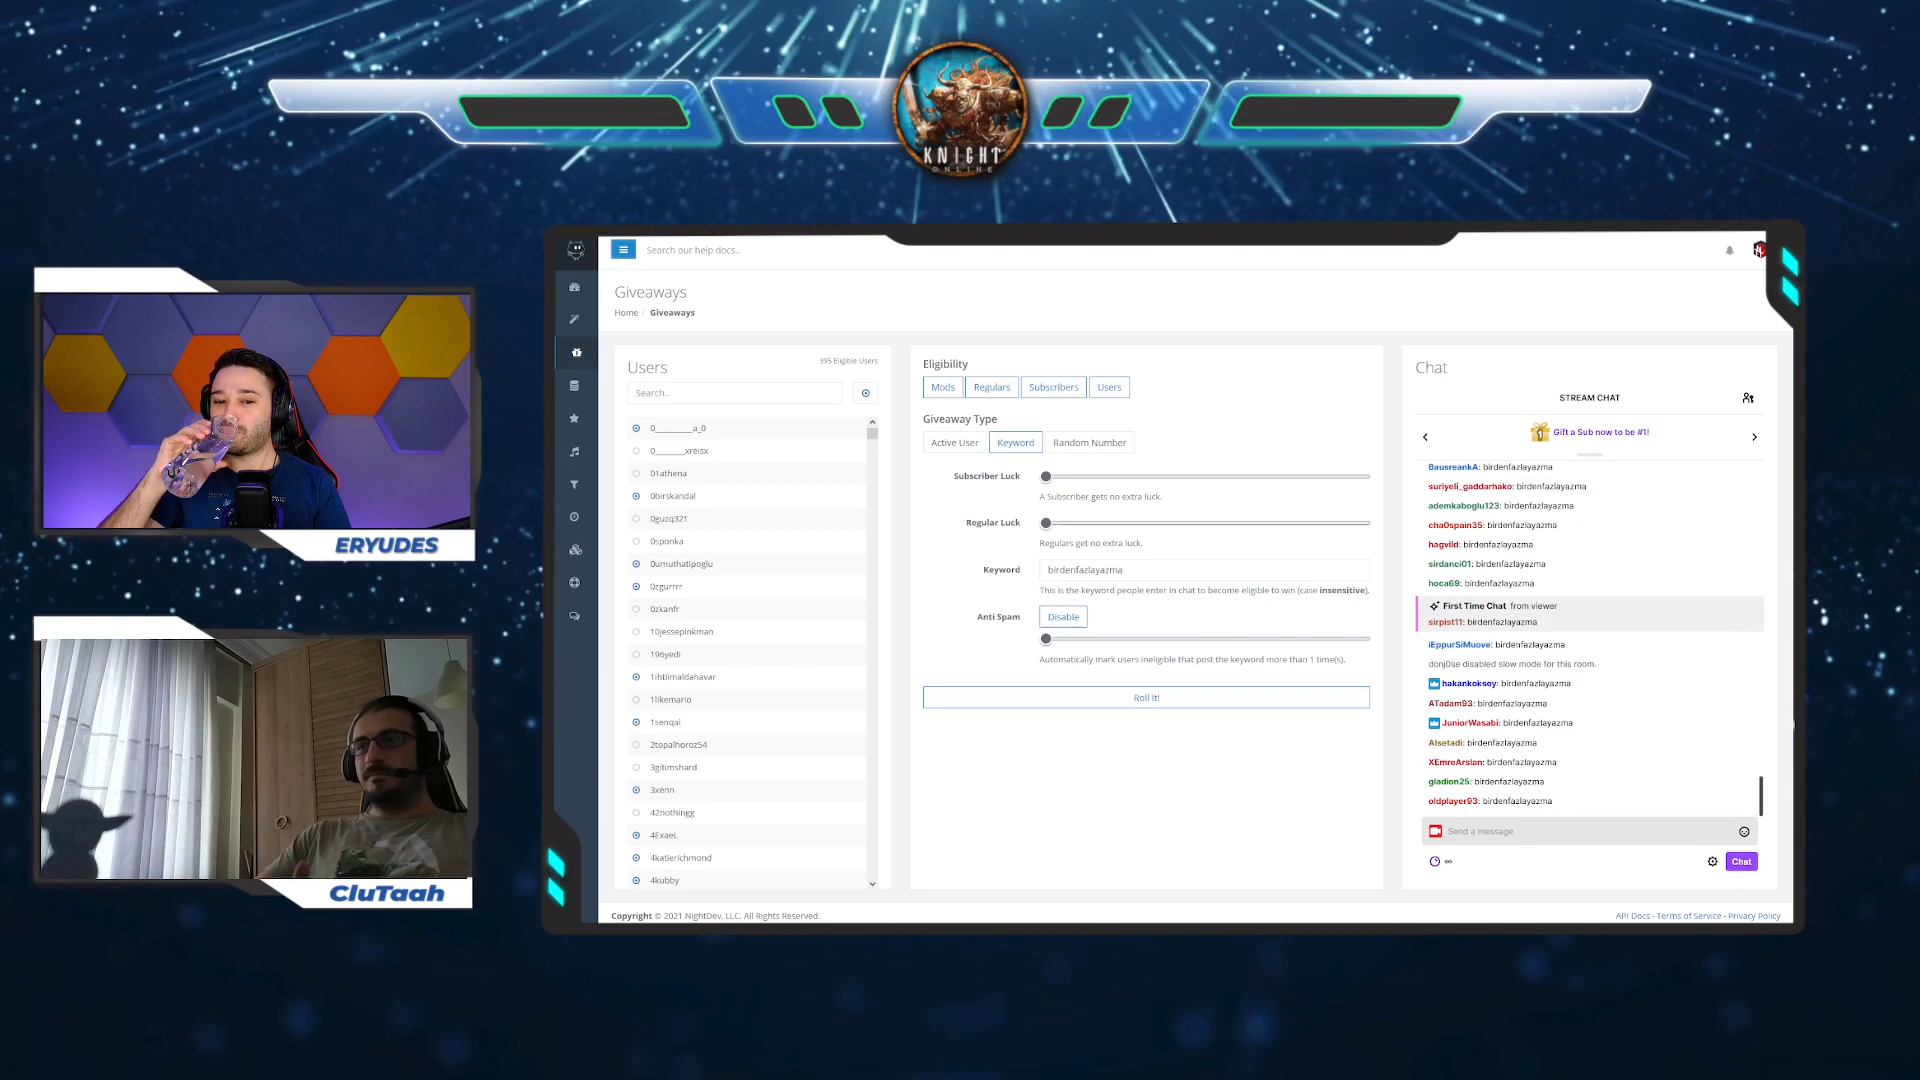 KNIGHT
ONLINE
Search our help docs..
Giveaways
Home / Giveaways
Users
395 Eligible Users
Search..
0________a_0
0_______xreisx
01athena
0birskandal
0guzq321
0sponka
0umuthatipoglu
0zgurrrr
0zkanfr
10jessepinkman
196yedi
1ihtiimaldahavar
1likemario
1senqai
2topalhoroz54
3gitimshard
3xenn
42nothingg
4ExaeL
4katierichmond
4kubby
Eligibility
Mods Regulars Subscribers Users
Giveaway Type
Active User Keyword Random Number
Subscriber Luck
A Subscriber gets no extra luck.
Regular Luck
Regulars get no extra luck.
Keyword birdenfazlayazma
This is the keyword people enter in chat to become eligible to win (case insensitive).
Anti Spam Disable
Automatically mark users ineligible that post the keyword more than 1 time(s).
Roll It!
Chat
STREAM CHAT
Gift a Sub now to be #1!
BausreankA: birdenfazlayazma
suriyeli_gaddarhako: birdenfazlayazma
ademkaboglu123: birdenfazlayazma
cha0spain35: birdenfazlayazma
hagvild: birdenfazlayazma
sirdanci01: birdenfazlayazma
hoca69: birdenfazlayazma
First Time Chat from viewer
sirpist11: birdenfazlayazma
iEppurSiMuove: birdenfazlayazma
donj0se disabled slow mode for this room.
hakankoksoy: birdenfazlayazma
ATadam93: birdenfazlayazma
JuniorWasabi: birdenfazlayazma
Alsetadi: birdenfazlayazma
XEmreArslan: birdenfazlayazma
gladion25: birdenfazlayazma
oldplayer93: birdenfazlayazma
Send a message
∞
Chat
Copyright © 2021 NightDev, LLC. All Rights Reserved.
API Docs · Terms of Service · Privacy Policy
ERYUDES
CluTaah